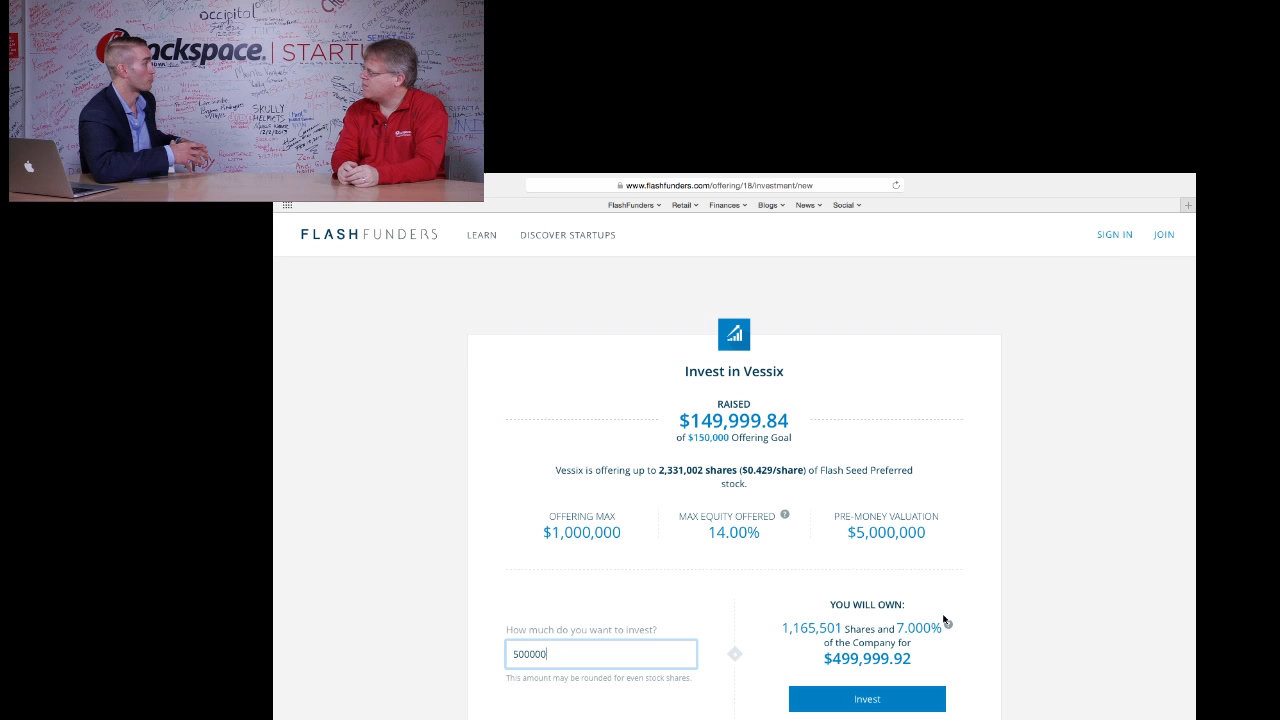 occipital
rackspace. | START
SKULLY
HELMETS
www.flashfunders.com/offering/18/investment/new
FlashFunders Retail Finances Blogs News Social
FLASHFUNDERS LEARN DISCOVER STARTUPS SIGN IN JOIN
Invest in Vessix
RAISED
$149,999.84
of $150,000 Offering Goal
Vessix is offering up to 2,331,002 shares ($0.429/share) of Flash Seed Preferred
stock.
OFFERING MAX MAX EQUITY OFFERED ? PRE-MONEY VALUATION
$1,000,000 14.00% $5,000,000
YOU WILL OWN:
How much do you want to invest? 1,165,501 Shares and 7.000% ?
of the Company for
500000 $499,999.92
This amount may be rounded for even stock shares.
Invest